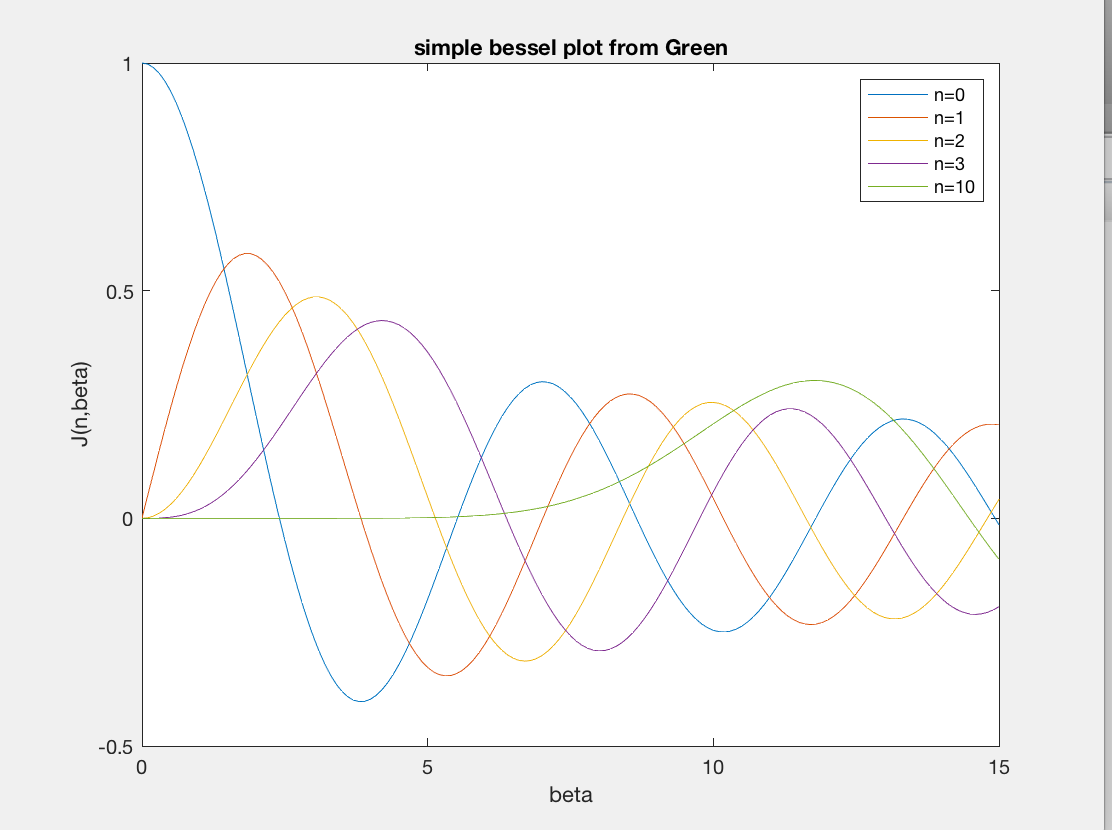 simple bessel plot from Green
1
0.5
0
-0.5
J(n,beta)
n=0
n=1
n=2
n=3
n=10
0 5 10 15
beta